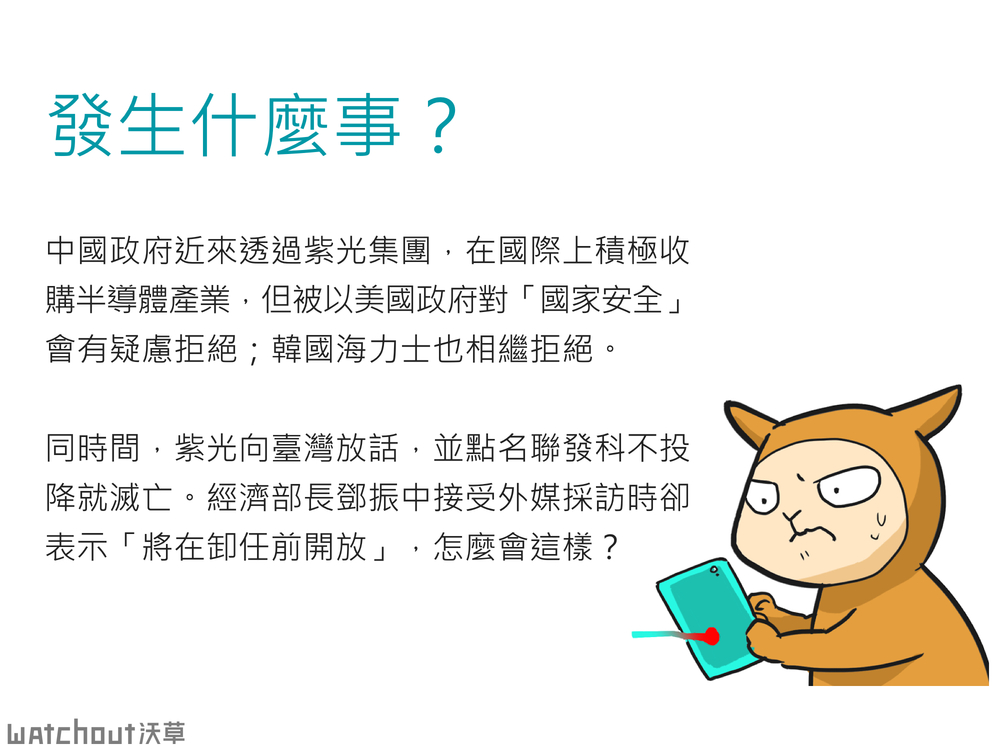 發生什麼事？
中國政府近來透過紫光集團，在國際上積極收
購半導體產業，但被以美國政府對「國家安全」
會有疑慮拒絕；韓國海力士也相繼拒絕。
同時間，紫光向臺灣放話，並點名聯發科不投
降就滅亡。經濟部長鄧振中接受外媒採訪時卻
表示「將在卸任前開放」，怎麼會這樣？
watchout沃草